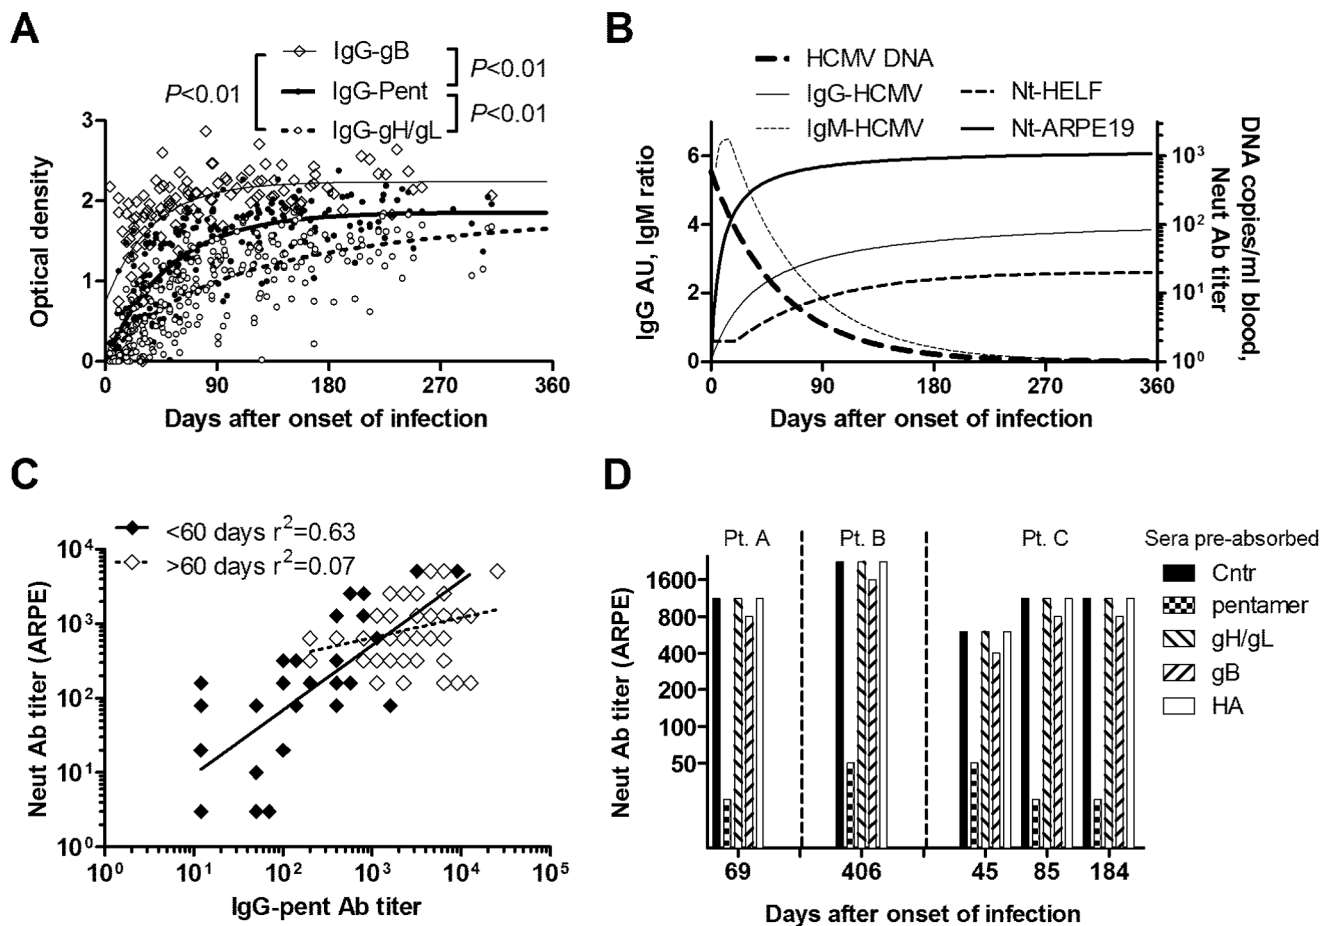 A
IgG-gB
IgG-Pent
IgG-gH/gL
P<0.01
P<0.01
P<0.01
Optical density
3
2
1
0
0 90 180 270 360
Days after onset of infection
B
HCMV DNA
IgG-HCMV
IgM-HCMV
Nt-HELF
Nt-ARPE19
IgG AU, IgM ratio
6
4
2
0
DNA copies/ml blood,
Neut Ab titer
10³
10²
10¹
10⁰
0 90 180 270 360
Days after onset of infection
C
<60 days r²=0.63
>60 days r²=0.07
Neut Ab titer (ARPE)
10⁴
10³
10²
10¹
10⁰
10⁰ 10¹ 10² 10³ 10⁴ 10⁵
IgG-pent Ab titer
D
Pt. A Pt. B Pt. C
Sera pre-absorbed
Cntr
pentamer
gH/gL
gB
HA
Neut Ab titer (ARPE)
1600
800
400
200
100
50
69 406 45 85 184
Days after onset of infection